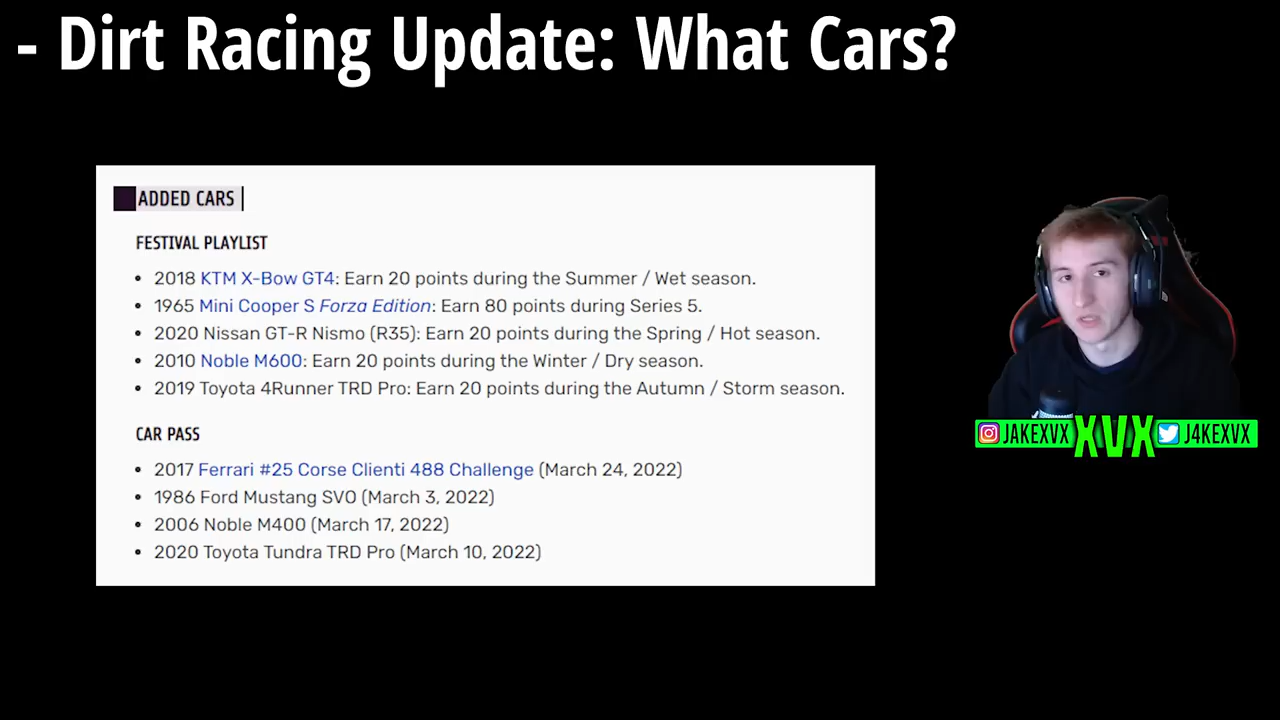 - Dirt Racing Update: What Cars?
ADDED CARS
FESTIVAL PLAYLIST
• 2018 KTM X-Bow GT4: Earn 20 points during the Summer / Wet season.
• 1965 Mini Cooper S Forza Edition: Earn 80 points during Series 5.
• 2020 Nissan GT-R Nismo (R35): Earn 20 points during the Spring / Hot season.
• 2010 Noble M600: Earn 20 points during the Winter / Dry season.
• 2019 Toyota 4Runner TRD Pro: Earn 20 points during the Autumn / Storm season.
CAR PASS
• 2017 Ferrari #25 Corse Clienti 488 Challenge (March 24, 2022)
• 1986 Ford Mustang SVO (March 3, 2022)
• 2006 Noble M400 (March 17, 2022)
• 2020 Toyota Tundra TRD Pro (March 10, 2022)
JAKEXVX XVX J4KEXVX